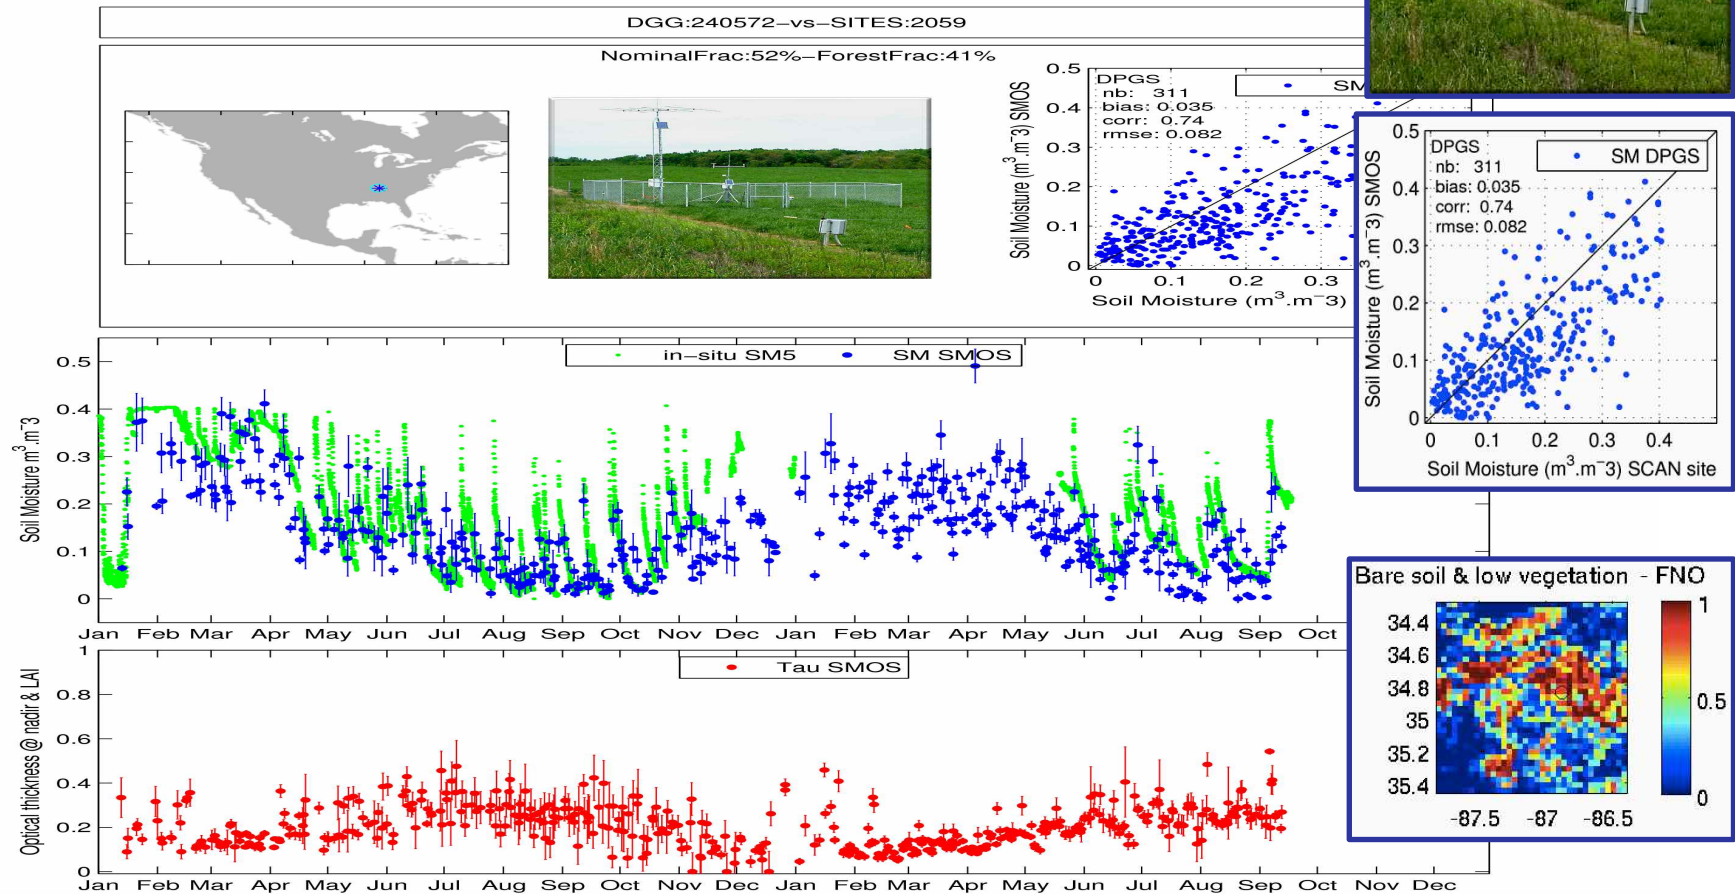 DGG:240572-vs-SITES:2059
NominalFrac:52%-ForestFrac:41%
0.5
0.4
0.3
0.2
0.1
0
Soil Moisture (m³.m⁻3) SMOS
DPGS
nb: 311
bias: 0.035
corr: 0.74
rmse: 0.082
SM
0 0.1 0.2 0.3
Soil Moisture (m³.m⁻3)
0.5
0.4
0.3
0.2
0.1
0
Soil Moisture (m³.m⁻3) SMOS
DPGS
nb: 311
bias: 0.035
corr: 0.74
rmse: 0.082
SM DPGS
0 0.1 0.2 0.3 0.4
Soil Moisture (m³.m⁻3) SCAN site
in-situ SM5 SM SMOS
0.5
0.4
0.3
0.2
0.1
0
Soil Moisture m³.m⁻3
Jan Feb Mar Apr May Jun Jul Aug Sep Oct Nov Dec Jan Feb Mar Apr May Jun Jul Aug Sep Oct
Tau SMOS
1
0.8
0.6
0.4
0.2
0
Optical thickness @ nadir & LAI
Jan Feb Mar Apr May Jun Jul Aug Sep Oct Nov Dec Jan Feb Mar Apr May Jun Jul Aug Sep Oct Nov Dec
Bare soil & low vegetation - FNO
34.4
34.6
34.8
35
35.2
35.4
-87.5 -87 -86.5
1
0.5
0